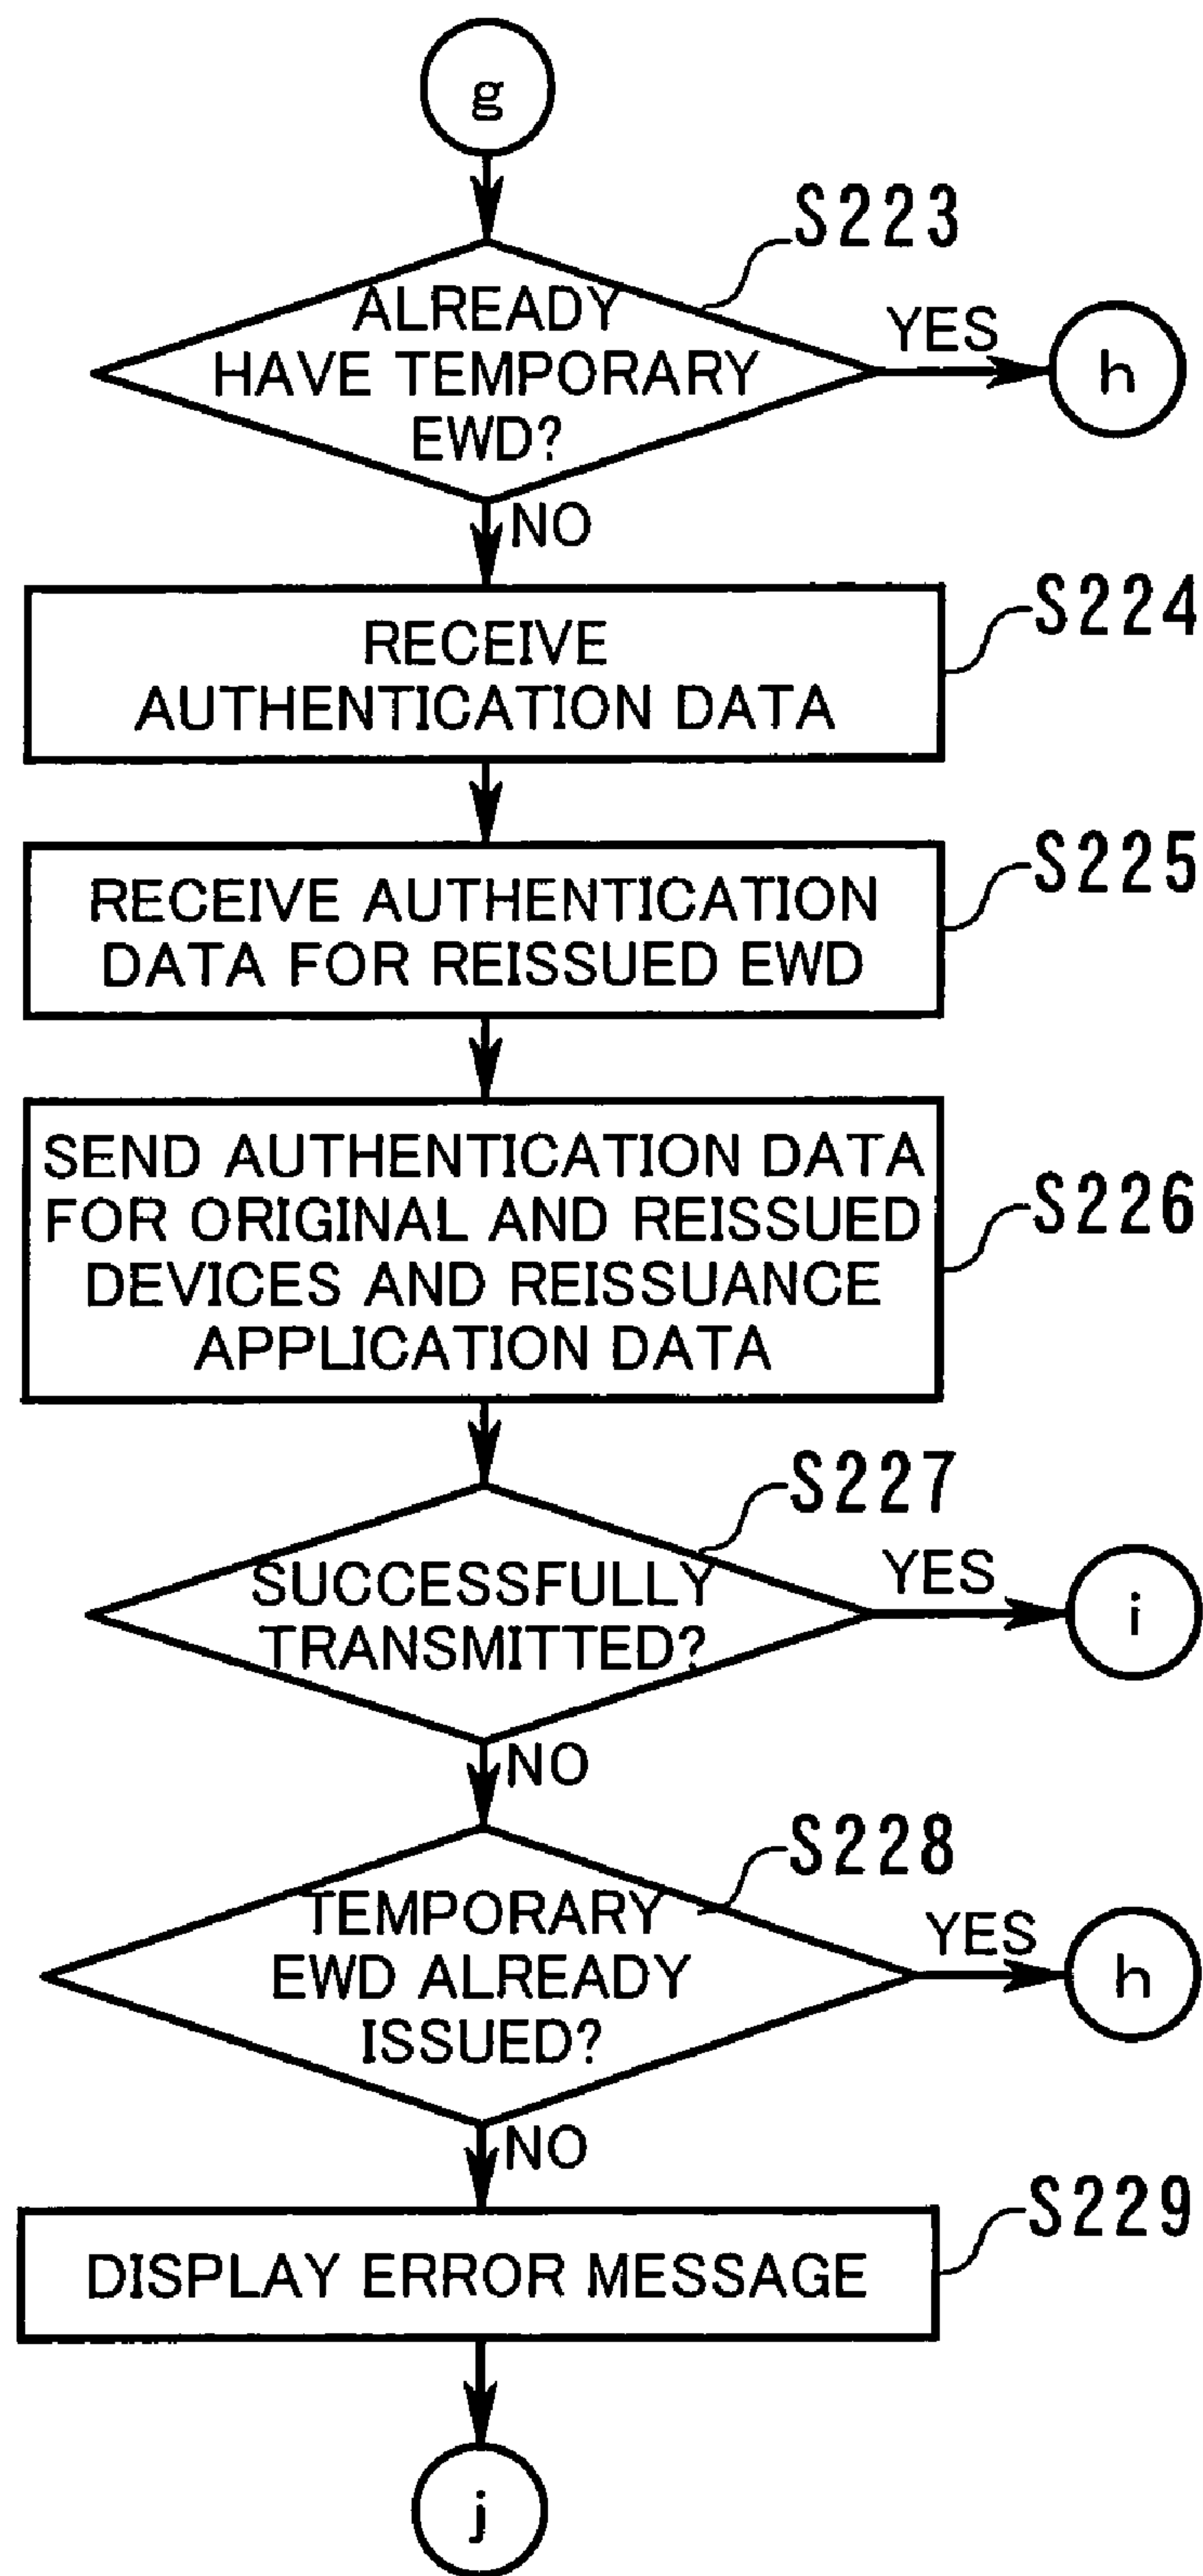 g
S223
ALREADY
HAVE TEMPORARY
EWD?
YES
h
NO
S224
RECEIVE
AUTHENTICATION DATA
S225
RECEIVE AUTHENTICATION
DATA FOR REISSUED EWD
S226
SEND AUTHENTICATION DATA
FOR ORIGINAL AND REISSUED
DEVICES AND REISSUANCE
APPLICATION DATA
S227
SUCCESSFULLY
TRANSMITTED?
YES
i
NO
S228
TEMPORARY
EWD ALREADY
ISSUED?
YES
h
NO
S229
DISPLAY ERROR MESSAGE
j